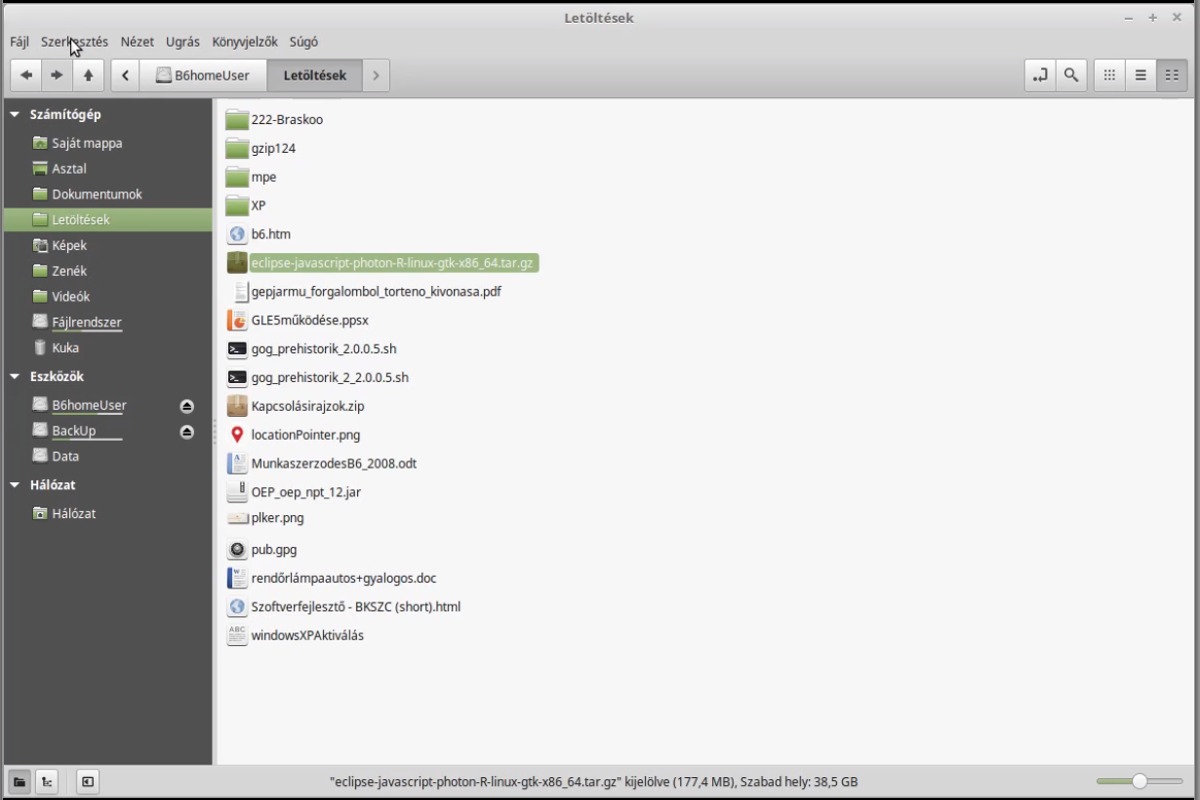 Letöltések
Fájl Szerkesztés Nézet Ugrás Könyvjelzők Súgó
B6homeUser Letöltések
Számítógép
Saját mappa
Asztal
Dokumentumok
Letöltések
Képek
Zenék
Videók
Fájlrendszer
Kuka
Eszközök
B6homeUser
BackUp
Data
Hálózat
Hálózat
222-Braskoo
gzip124
mpe
XP
b6.htm
eclipse-javascript-photon-R-linux-gtk-x86_64.tar.gz
gepjarmu_forgalombol_torteno_kivonasa.pdf
GLE5működése.ppsx
gog_prehistorik_2.0.0.5.sh
gog_prehistorik_2_2.0.0.5.sh
Kapcsolásirajzok.zip
locationPointer.png
MunkaszerzodesB6_2008.odt
OEP_oep_npt_12.jar
plker.png
pub.gpg
rendőrlámpaautos+gyalogos.doc
Szoftverfejlesztő - BKSZC (short).html
windowsXPAktiválás
"eclipse-javascript-photon-R-linux-gtk-x86_64.tar.gz" kijelölve (177,4 MB), Szabad hely: 38,5 GB